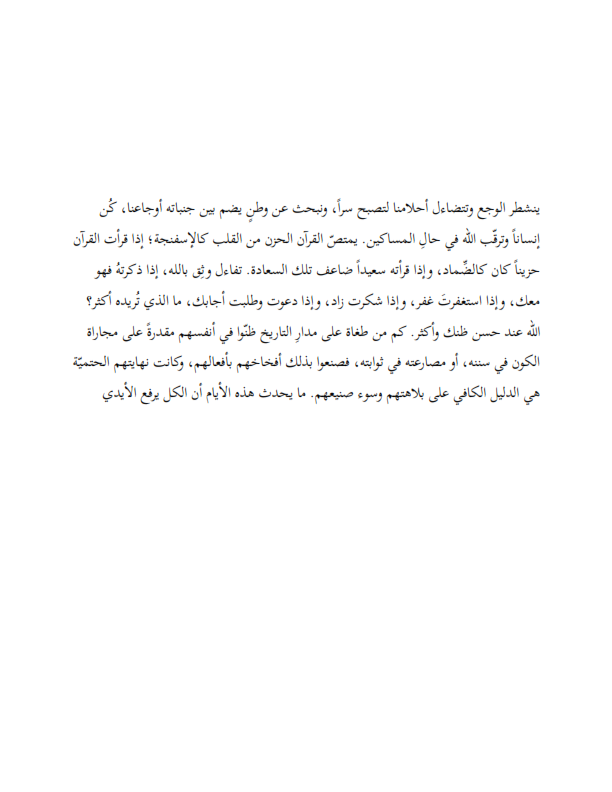 ينشطر الوجع وتتضاءل أحلامنا لتصبح سراً، ونبحث عن وطنٍ يضم بين جنباته أوجاعنا، كُن
إنساناً وترقّب الله في حالِ المساكين. يمتصّ القرآن الحزن من القلب كالإسفنجة؛ إذا قرأت القرآن
حزيناً كان كالضِّماد، وإذا قرأته سعيداً ضاعف تلك السعادة. تفاءل وثِق بالله، إذا ذكرتهُ فهو
معك، وإذا استغفرتَ غفر، وإذا شكرت زاد، وإذا دعوت وطلبت أجابك، ما الذي تُريده أكثر؟
الله عند حسن ظنك وأكثر. كم من طغاة على مدارِ التاريخ ظنّوا في أنفسهم مقدرةً على مجاراة
الكون في سننه، أو مصارعته في ثوابته، فصنعوا بذلك أفخاخهم بأفعالهم، وكانت نهايتهم الحتميّة
هي الدليل الكافي على بلاهتهم وسوء صنيعهم. ما يحدث هذه الأيام أن الكل يرفع الأيدي